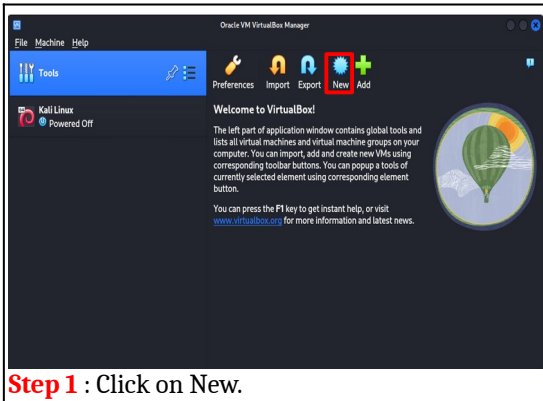 Oracle VM VirtualBox Manager
File Machine Help
Tools
Preferences Import Export New Add
Kali Linux
Powered Off
Welcome to VirtualBox!
The left part of application window contains global tools and
lists all virtual machines and virtual machine groups on your
computer. You can import, add and create new VMs using
corresponding toolbar buttons. You can popup a tools of
currently selected element using corresponding element
button.
You can press the F1 key to get instant help, or visit
www.virtualbox.org for more information and latest news.
Step 1 : Click on New.